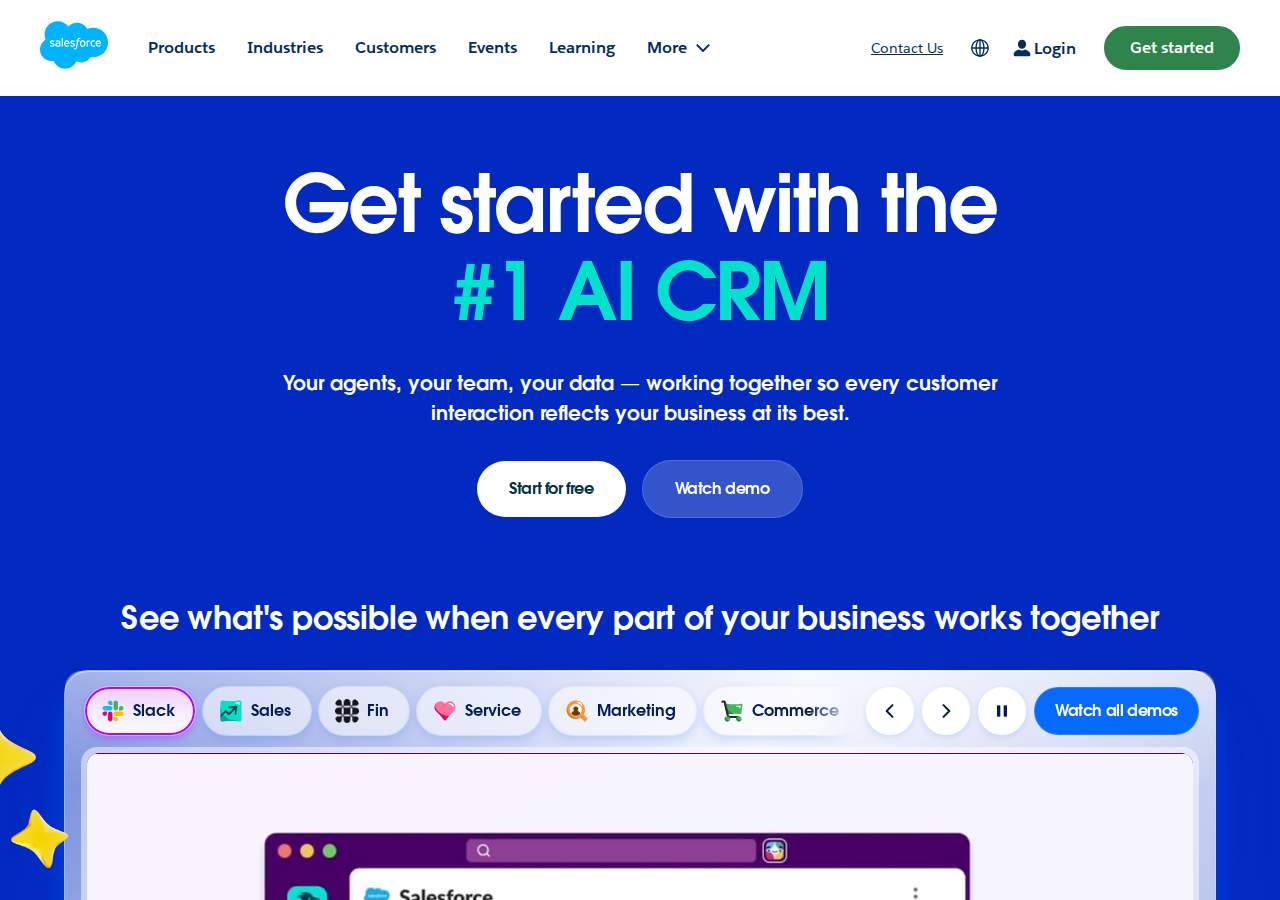 salesforce
Products Industries Customers Events Learning More
Contact Us Login Get started
Get started with the
#1 AI CRM
Your agents, your team, your data — working together so every customer
interaction reflects your business at its best.
Start for free Watch demo
See what's possible when every part of your business works together
Slack Sales Fin Service Marketing Commerce Watch all demos
Salesforce